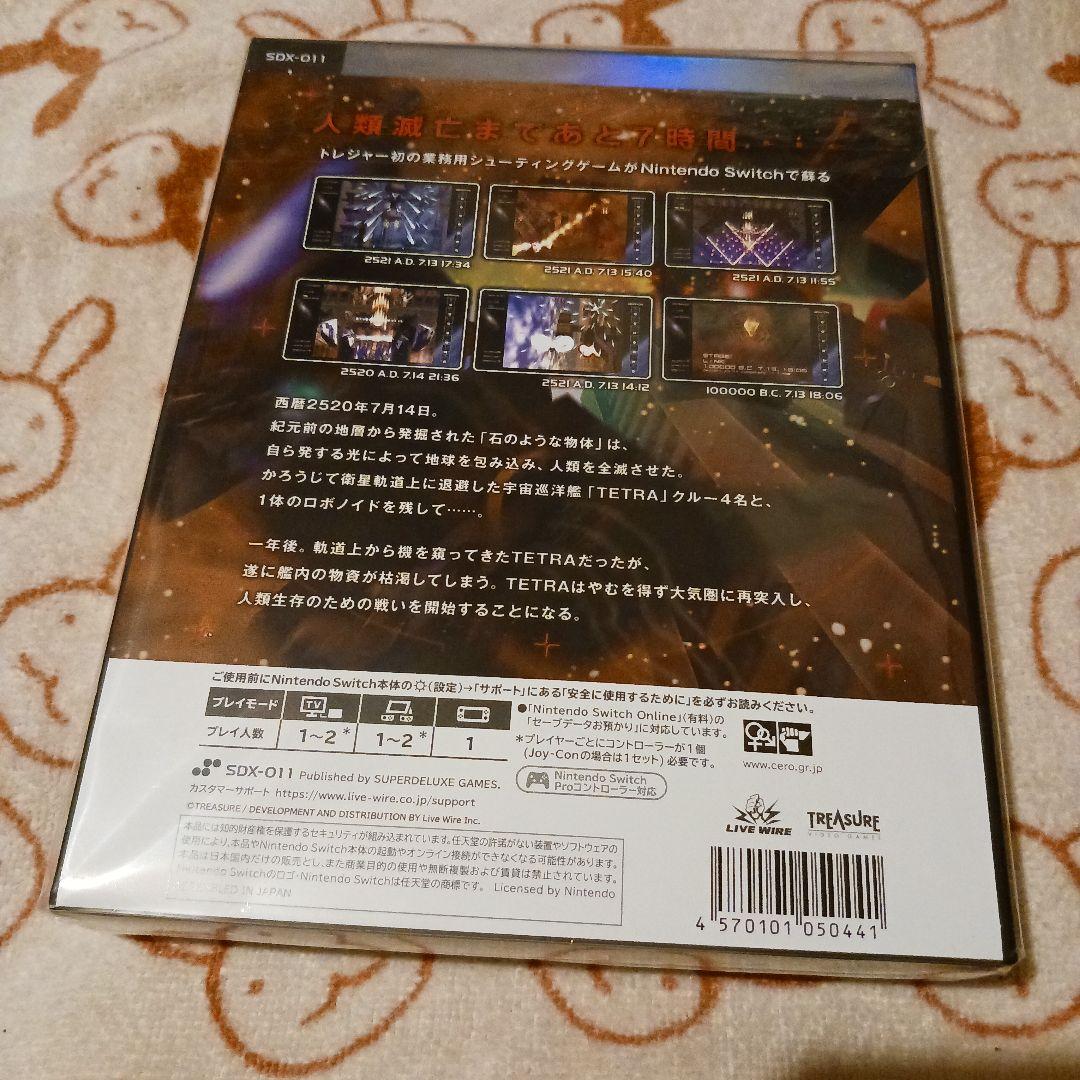 SDX-011
人類滅亡まであと7時間
トレジャー初の業務用シューティングゲームがNintendo Switchで蘇る
2521 A.D. 7.13 17:34
2521 A.D. 7.13 15:40
2521 A.D. 7.13 11:55
2520 A.D. 7.14 21:36
2521 A.D. 7.13 14:12
STAGE:
LINK
100000 B.C. 7.13. 18:06
100000 B.C. 7.13 18:06
西暦2520年7月14日。
紀元前の地層から発掘された「石のような物体」は、
自ら発する光によって地球を包み込み、人類を全滅させた。
かろうじて衛星軌道上に退避した宇宙巡洋艦「TETRA」クルー4名と、
1体のロボノイドを残して……。
一年後。軌道上から機を窺ってきたTETRAだったが、
遂に艦内の物資が枯渇してしまう。TETRAはやむを得ず大気圏に再突入し、
人類生存のための戦いを開始することになる。
ご使用前にNintendo Switch本体の(設定)→「サポート」にある「安全に使用するために」を必ずお読みください。
プレイモード TV
プレイ人数 1～2* 1～2* 1
●「Nintendo Switch Online」(有料)の
「セーブデータお預かり」に対応しています。
*プレイヤーごとにコントローラーが1個
(Joy-Conの場合は1セット)必要です。
Nintendo Switch
Proコントローラー対応
www.cero.gr.jp
SDX-011 Published by SUPERDELUXE GAMES.
カスタマーサポート https://www.live-wire.co.jp/support
©TREASURE / DEVELOPMENT AND DISTRIBUTION BY Live Wire Inc.
LIVE WIRE
TREASURE
VIDEO GAMES
本品には知的財産権を保護するセキュリティが組み込まれています。任天堂の許諾がない装置やソフトウェアの
使用により、本品やNintendo Switch本体の起動やオンライン接続ができなくなる可能性があります。
本品は日本国内だけの販売とし、また商業目的の使用や無断複製および賃貸は禁止されています。
Nintendo Switchのロゴ・Nintendo Switchは任天堂の商標です。 Licensed by Nintendo
IN JAPAN
4 570101 050441